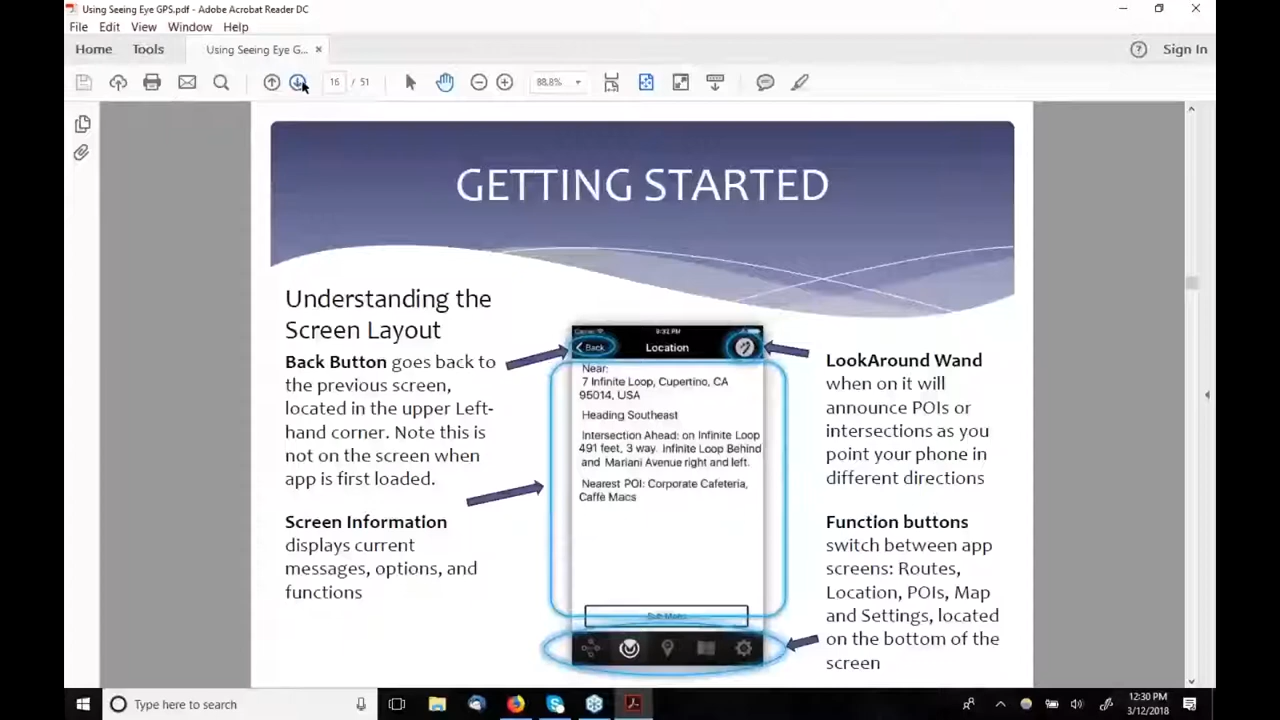 Using Seeing Eye GPS.pdf - Adobe Acrobat Reader DC
File Edit View Window Help
Home Tools Using Seeing Eye G... × Sign In
16 / 51 88.8%
GETTING STARTED
Understanding the
Screen Layout
Back Button goes back to
the previous screen,
located in the upper Left-
hand corner. Note this is
not on the screen when
app is first loaded.
Screen Information
displays current
messages, options, and
functions
9:32 PM
Back Location
Near:
7 Infinite Loop, Cupertino, CA
95014, USA
Heading Southeast
Intersection Ahead: on Infinite Loop
491 feet, 3 way. Infinite Loop Behind
and Mariani Avenue right and left.
Nearest POI: Corporate Cafeteria,
Caffè Macs
LookAround Wand
when on it will
announce POIs or
intersections as you
point your phone in
different directions
Function buttons
switch between app
screens: Routes,
Location, POIs, Map
and Settings, located
on the bottom of the
screen
Type here to search
12:30 PM
3/12/2018